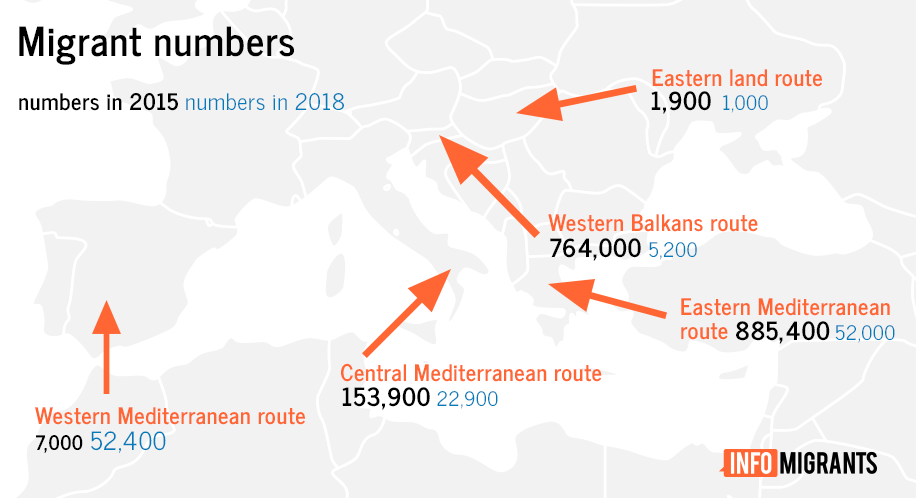 Migrant numbers
numbers in 2015 numbers in 2018
Eastern land route
1,900 1,000
Western Balkans route
764,000 5,200
Eastern Mediterranean
route 885,400 52,000
Central Mediterranean route
153,900 22,900
Western Mediterranean route
7,000 52,400
INFOMIGRANTS